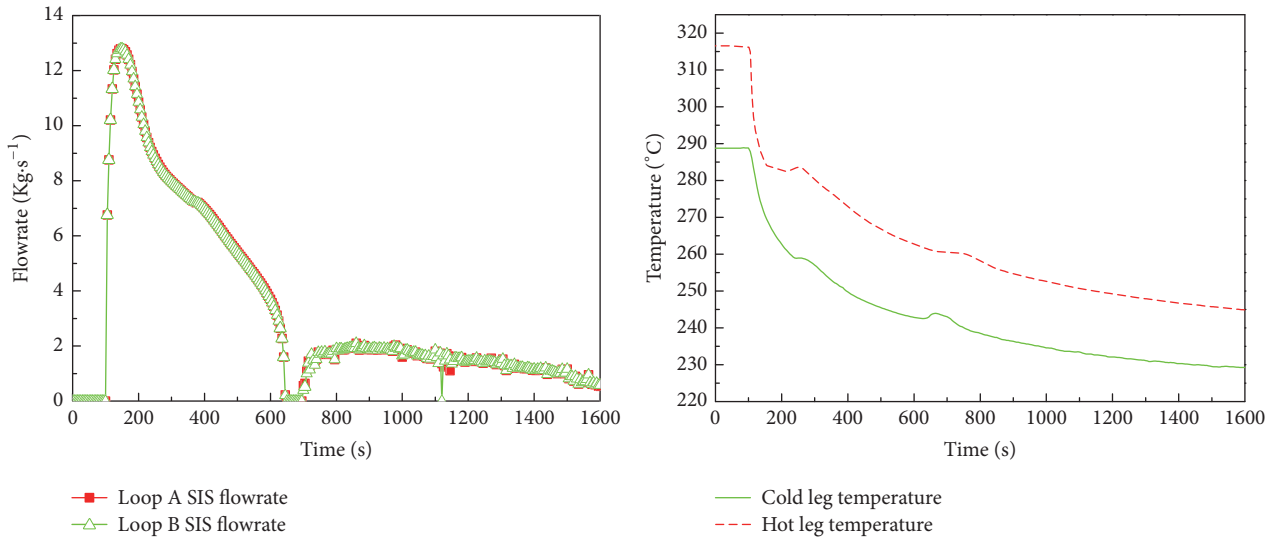 14
12
10
8
6
4
2
0
Flowrate (Kg·s⁻¹)
0 200 400 600 800 1000 1200 1400 1600
Time (s)
Loop A SIS flowrate
Loop B SIS flowrate
320
310
300
290
280
270
260
250
240
230
220
Temperature (°C)
0 200 400 600 800 1000 1200 1400 1600
Time (s)
Cold leg temperature
Hot leg temperature